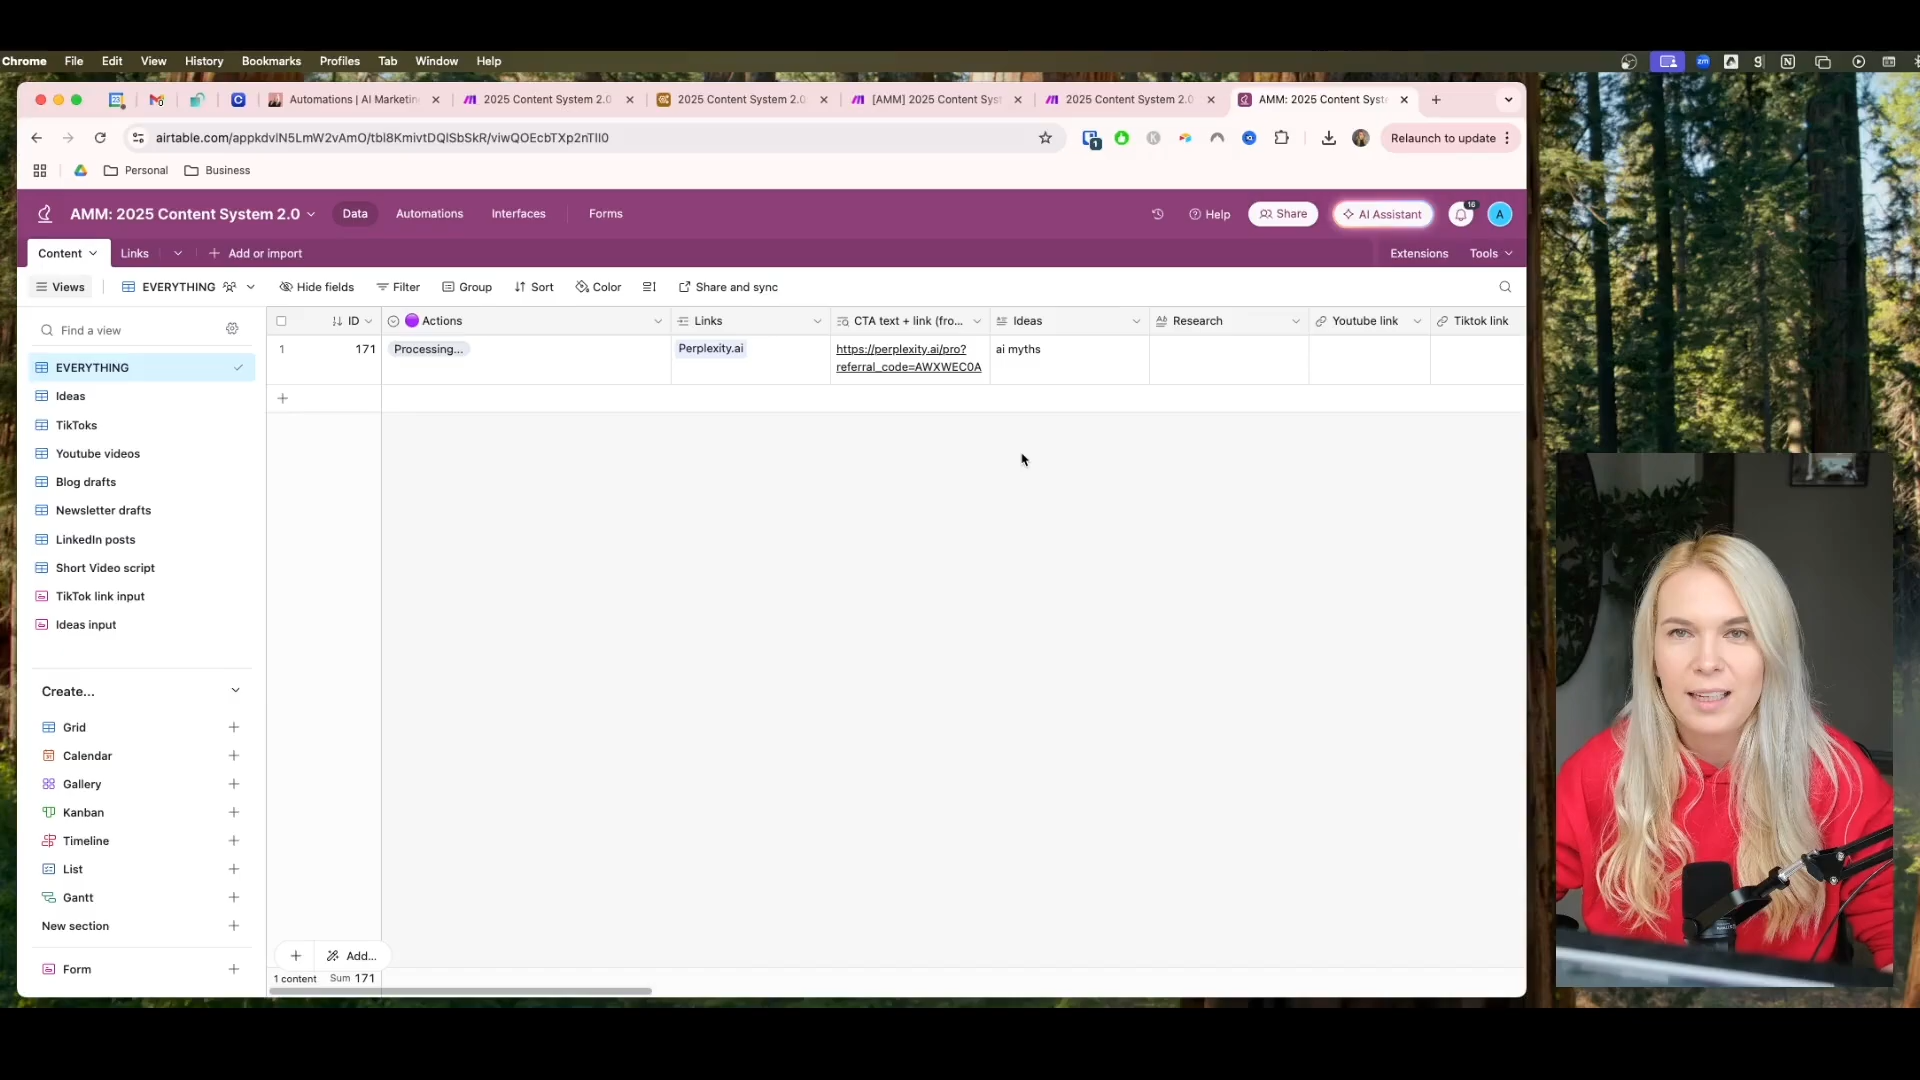 Chrome File Edit View History Bookmarks Profiles Tab Window Help
Automations | AI Marketin 2025 Content System 2.0 2025 Content System 2.0 [AMM] 2025 Content Syst 2025 Content System 2.0 AMM: 2025 Content Syste
airtable.com/appkdvlN5LmW2vAmO/tbl8KmivtDQlSbSkR/viwQOEcbTXp2nTlI0 Relaunch to update
Personal Business
AMM: 2025 Content System 2.0 Data Automations Interfaces Forms Help Share AI Assistant 16 A
Content Links Add or import Extensions Tools
Views EVERYTHING Hide fields Filter Group Sort Color Share and sync
Find a view
ID Actions Links CTA text + link (fro... Ideas Research Youtube link Tiktok link
1 171 Processing... Perplexity.ai https://perplexity.ai/pro? ai myths
referral_code=AWXWEC0A
EVERYTHING
Ideas
TikToks
Youtube videos
Blog drafts
Newsletter drafts
LinkedIn posts
Short Video script
TikTok link input
Ideas input
Create...
Grid
Calendar
Gallery
Kanban
Timeline
List
Gantt
New section
Form
Add...
1 content Sum 171